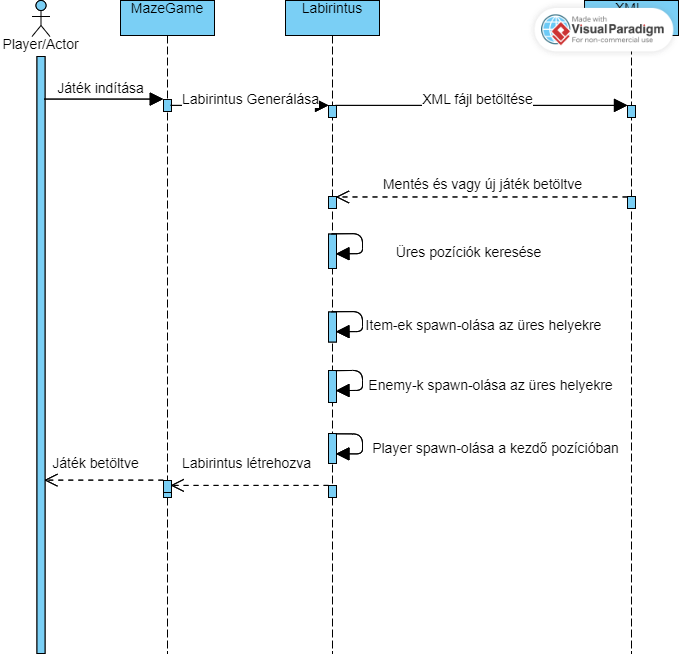 MazeGame
Labirintus
XML
Made with
VisualParadigm
For non-commercial use
Player/Actor
Játék indítása
Labirintus Generálása
XML fájl betöltése
Mentés és vagy új játék betöltve
Üres pozíciók keresése
Item-ek spawn-olása az üres helyekre
Enemy-k spawn-olása az üres helyekre
Player spawn-olása a kezdő pozícióban
Játék betöltve
Labirintus létrehozva